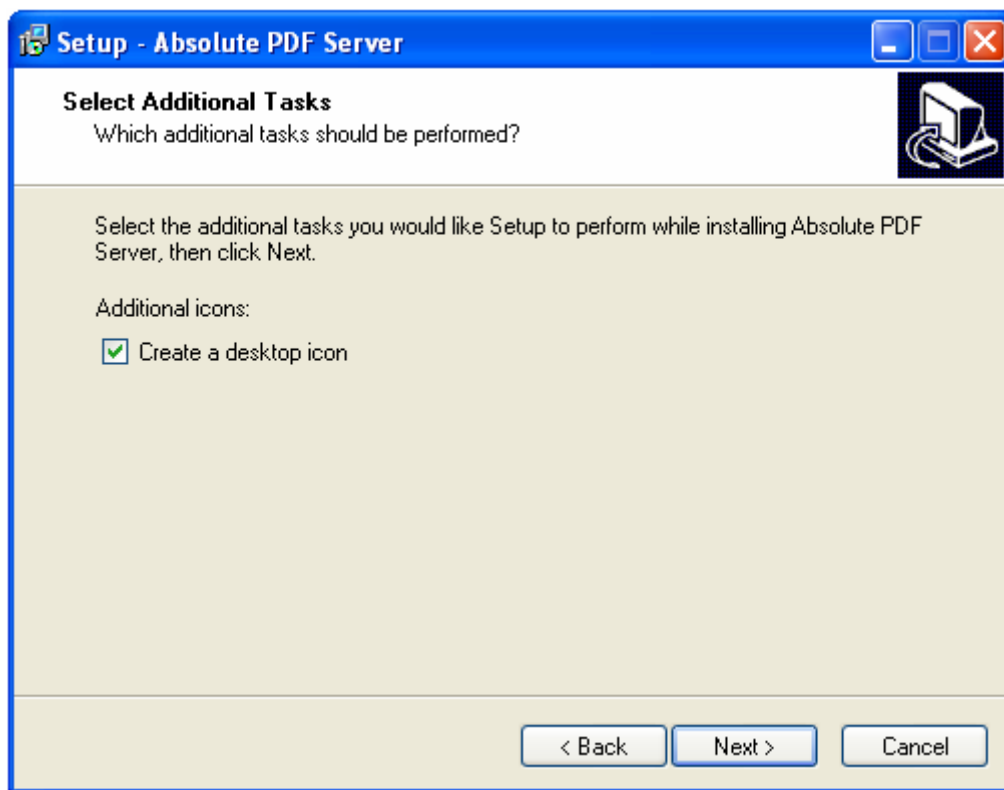 Setup - Absolute PDF Server
Select Additional Tasks
Which additional tasks should be performed?
Select the additional tasks you would like Setup to perform while installing Absolute PDF
Server, then click Next.
Additional icons:
Create a desktop icon
< Back
Next >
Cancel